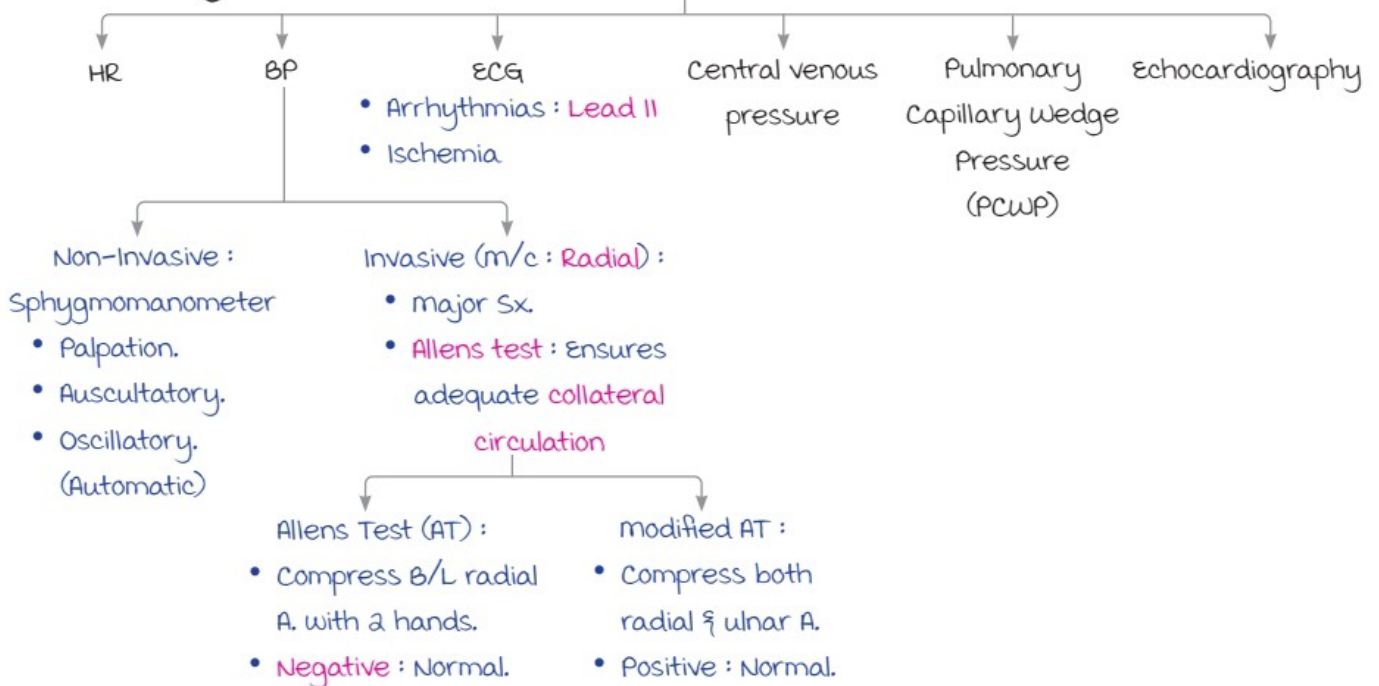 HR
BP
ECG
Central venous
pressure
Pulmonary
Capillary Wedge
Pressure
(PCWP)
Echocardiography
• Arrhythmias : Lead II
• Ischemia
Non-Invasive :
Sphygmomanometer
• Palpation.
• Auscultatory.
• Oscillatory.
(Automatic)
Invasive (m/c : Radial) :
• Major Sx.
• Allens test : Ensures
adequate collateral
circulation
Allens Test (AT) :
• Compress B/L radial
A. with 2 hands.
• Negative : Normal.
Modified AT :
• Compress both
radial & ulnar A.
• Positive : Normal.